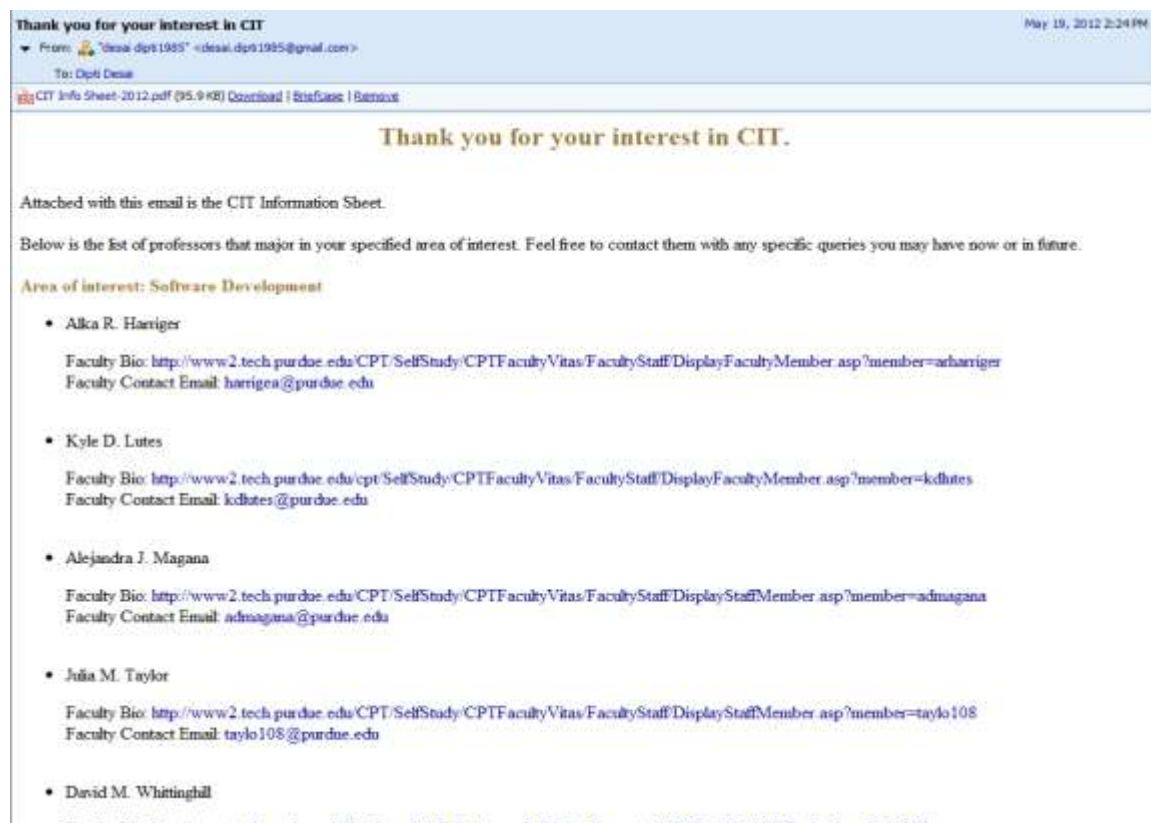 Thank you for your interest in CIT
May 19, 2012 2:24 PM
From: "desai dipti1985" <desai.dipti1985@gmail.com>
To: Dipti Desai
CIT Info Sheet-2012.pdf (95.9 KB) Download | Briefcase | Remove
Thank you for your interest in CIT.
Attached with this email is the CIT Information Sheet.
Below is the list of professors that major in your specified area of interest. Feel free to contact them with any specific queries you may have now or in future.
Area of interest: Software Development
• Alka R. Harriger
Faculty Bio: http://www2.tech.purdue.edu/CPT/SelfStudy/CPTFacultyVitas/FacultyStaff/DisplayFacultyMember.asp?member=arharriger
Faculty Contact Email: harrigea@purdue.edu
• Kyle D. Lutes
Faculty Bio: http://www2.tech.purdue.edu/cpt/SelfStudy/CPTFacultyVitas/FacultyStaff/DisplayFacultyMember.asp?member=kdlutes
Faculty Contact Email: kdlutes@purdue.edu
• Alejandra J. Magana
Faculty Bio: http://www2.tech.purdue.edu/CPT/SelfStudy/CPTFacultyVitas/FacultyStaff/DisplayStaffMember.asp?member=admagana
Faculty Contact Email: admagana@purdue.edu
• Julia M. Taylor
Faculty Bio: http://www2.tech.purdue.edu/CPT/SelfStudy/CPTFacultyVitas/FacultyStaff/DisplayStaffMember.asp?member=taylo108
Faculty Contact Email: taylo108@purdue.edu
• David M. Whittinghill